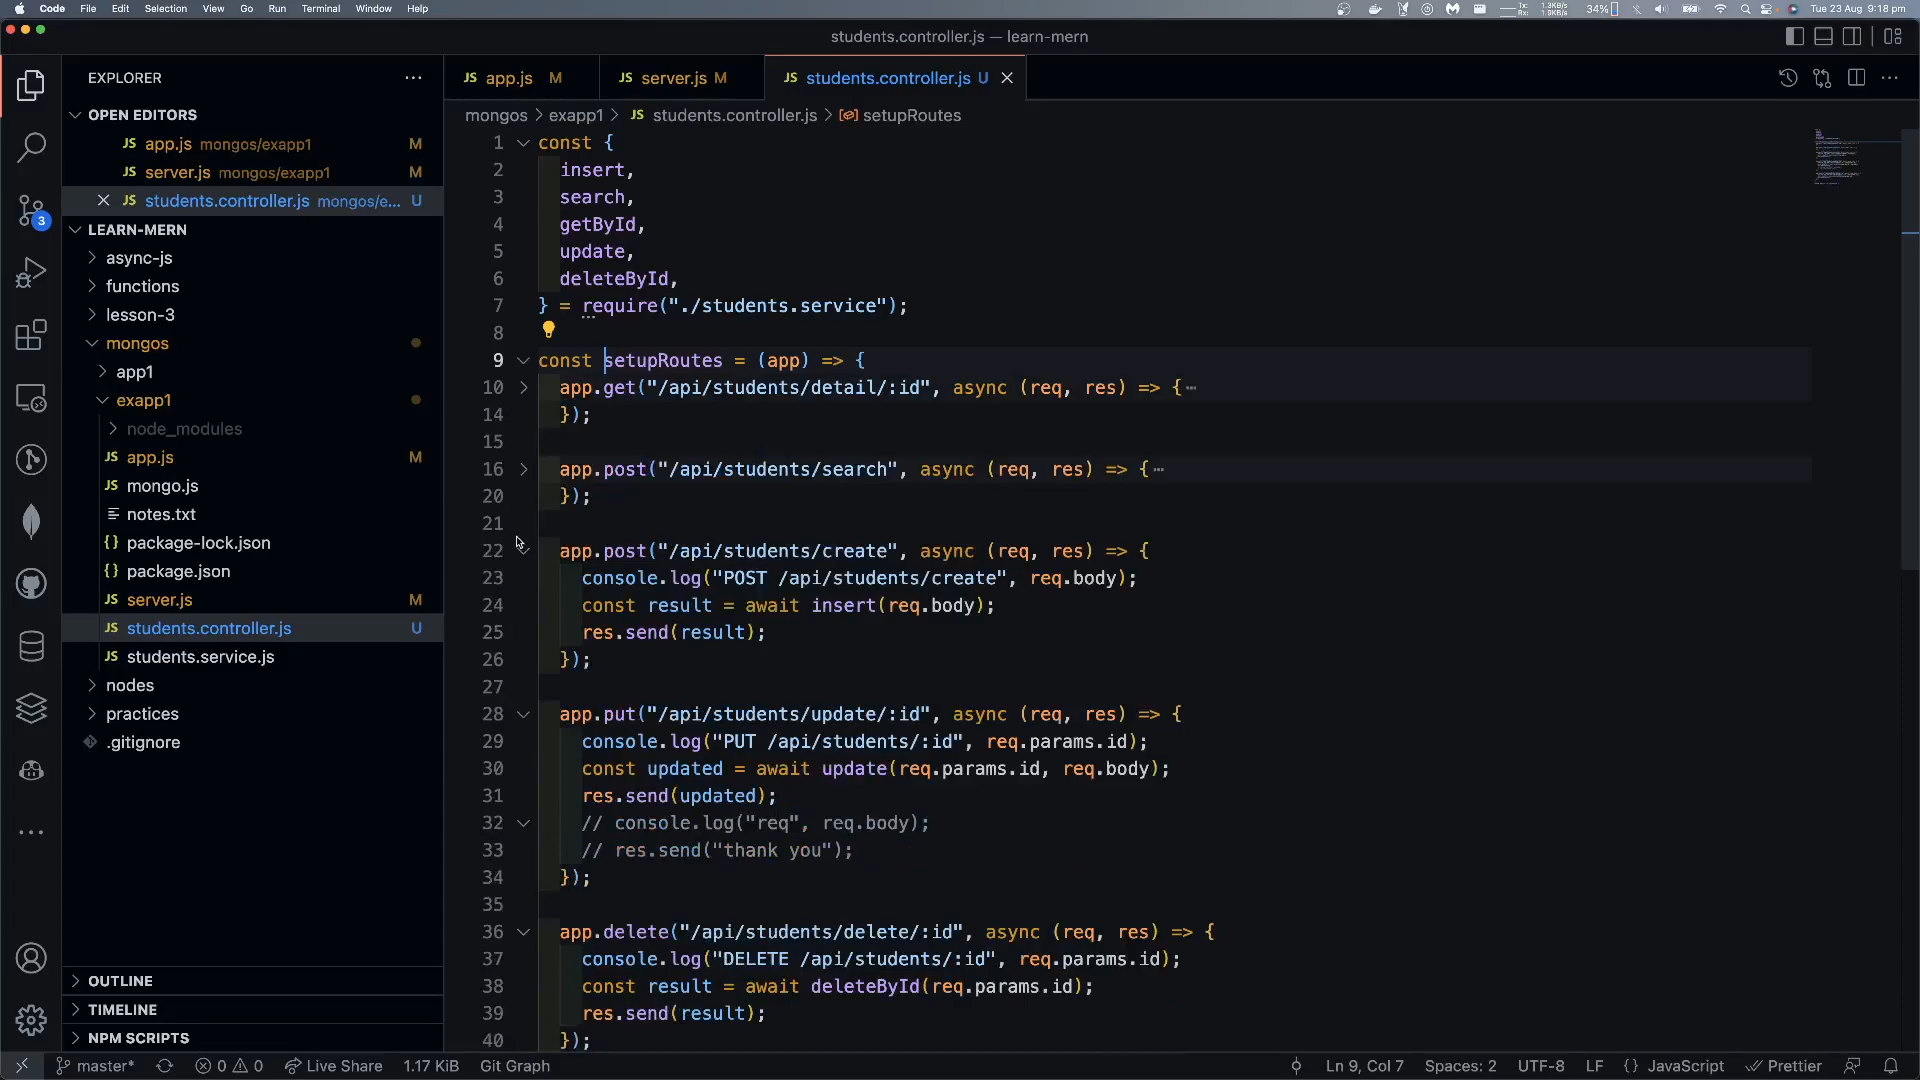 Code File Edit Selection View Go Run Terminal Window Help
34% Tue 23 Aug 9:18 pm
students.controller.js — learn-mern
EXPLORER
OPEN EDITORS
JS app.js mongos/exapp1 M
JS server.js mongos/exapp1 M
JS students.controller.js mongos/e... U
LEARN-MERN
async-js
functions
lesson-3
mongos
app1
exapp1
node_modules
JS app.js M
JS mongo.js
notes.txt
{} package-lock.json
{} package.json
JS server.js M
JS students.controller.js U
JS students.service.js
nodes
practices
.gitignore
OUTLINE
TIMELINE
NPM SCRIPTS
3
JS app.js M
JS server.js M
JS students.controller.js U
mongos > exapp1 > JS students.controller.js > setupRoutes
1 const {
2 insert,
3 search,
4 getById,
5 update,
6 deleteById,
7 } = require("./students.service");
8
9 const setupRoutes = (app) => {
10 app.get("/api/students/detail/:id", async (req, res) => {⋯
14 });
15
16 app.post("/api/students/search", async (req, res) => {⋯
20 });
21
22 app.post("/api/students/create", async (req, res) => {
23 console.log("POST /api/students/create", req.body);
24 const result = await insert(req.body);
25 res.send(result);
26 });
27
28 app.put("/api/students/update/:id", async (req, res) => {
29 console.log("PUT /api/students/:id", req.params.id);
30 const updated = await update(req.params.id, req.body);
31 res.send(updated);
32 // console.log("req", req.body);
33 // res.send("thank you");
34 });
35
36 app.delete("/api/students/delete/:id", async (req, res) => {
37 console.log("DELETE /api/students/:id", req.params.id);
38 const result = await deleteById(req.params.id);
39 res.send(result);
40 });
master* 0 0 Live Share 1.17 KiB Git Graph
Ln 9, Col 7 Spaces: 2 UTF-8 LF {} JavaScript Prettier